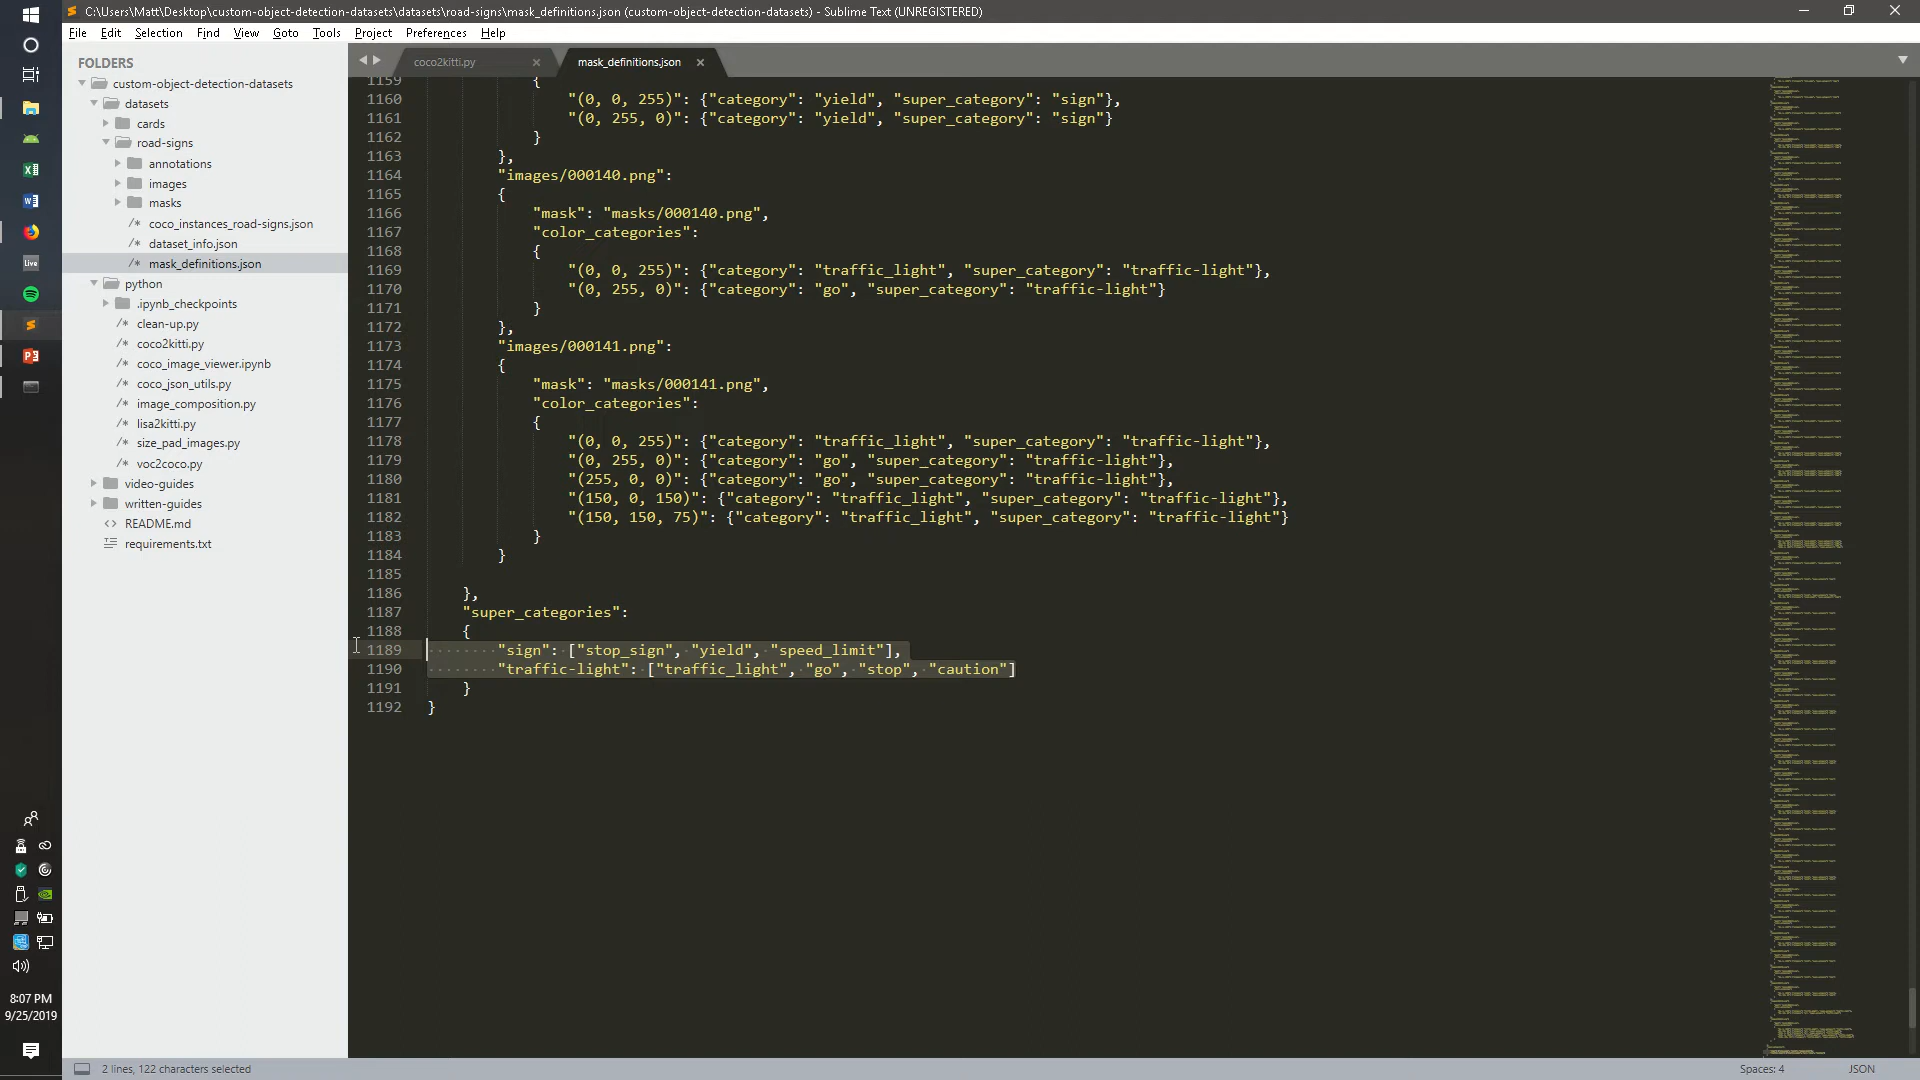 C:\Users\Matt\Desktop\custom-object-detection-datasets\datasets\road-signs\mask_definitions.json (custom-object-detection-datasets) - Sublime Text (UNREGISTERED)
File Edit Selection Find View Goto Tools Project Preferences Help
FOLDERS
custom-object-detection-datasets
datasets
cards
road-signs
annotations
images
masks
/* coco_instances_road-signs.json
/* dataset_info.json
/* mask_definitions.json
python
.ipynb_checkpoints
/* clean-up.py
/* coco2kitti.py
/* coco_image_viewer.ipynb
/* coco_json_utils.py
/* image_composition.py
/* lisa2kitti.py
/* size_pad_images.py
/* voc2coco.py
video-guides
written-guides
<> README.md
requirements.txt
Live
8:07 PM
9/25/2019
coco2kitti.py mask_definitions.json
1159 {
1160 "(0, 0, 255)": {"category": "yield", "super_category": "sign"},
1161 "(0, 255, 0)": {"category": "yield", "super_category": "sign"}
1162 }
1163 },
1164 "images/000140.png":
1165 {
1166 "mask": "masks/000140.png",
1167 "color_categories":
1168 {
1169 "(0, 0, 255)": {"category": "traffic_light", "super_category": "traffic-light"},
1170 "(0, 255, 0)": {"category": "go", "super_category": "traffic-light"}
1171 }
1172 },
1173 "images/000141.png":
1174 {
1175 "mask": "masks/000141.png",
1176 "color_categories":
1177 {
1178 "(0, 0, 255)": {"category": "traffic_light", "super_category": "traffic-light"},
1179 "(0, 255, 0)": {"category": "go", "super_category": "traffic-light"},
1180 "(255, 0, 0)": {"category": "go", "super_category": "traffic-light"},
1181 "(150, 0, 150)": {"category": "traffic_light", "super_category": "traffic-light"},
1182 "(150, 150, 75)": {"category": "traffic_light", "super_category": "traffic-light"}
1183 }
1184 }
1185
1186 },
1187 "super_categories":
1188 {
1189 "sign": ["stop_sign", "yield", "speed_limit"],
1190 "traffic-light": ["traffic_light", "go", "stop", "caution"]
1191 }
1192 }
2 lines, 122 characters selected
Spaces: 4 JSON